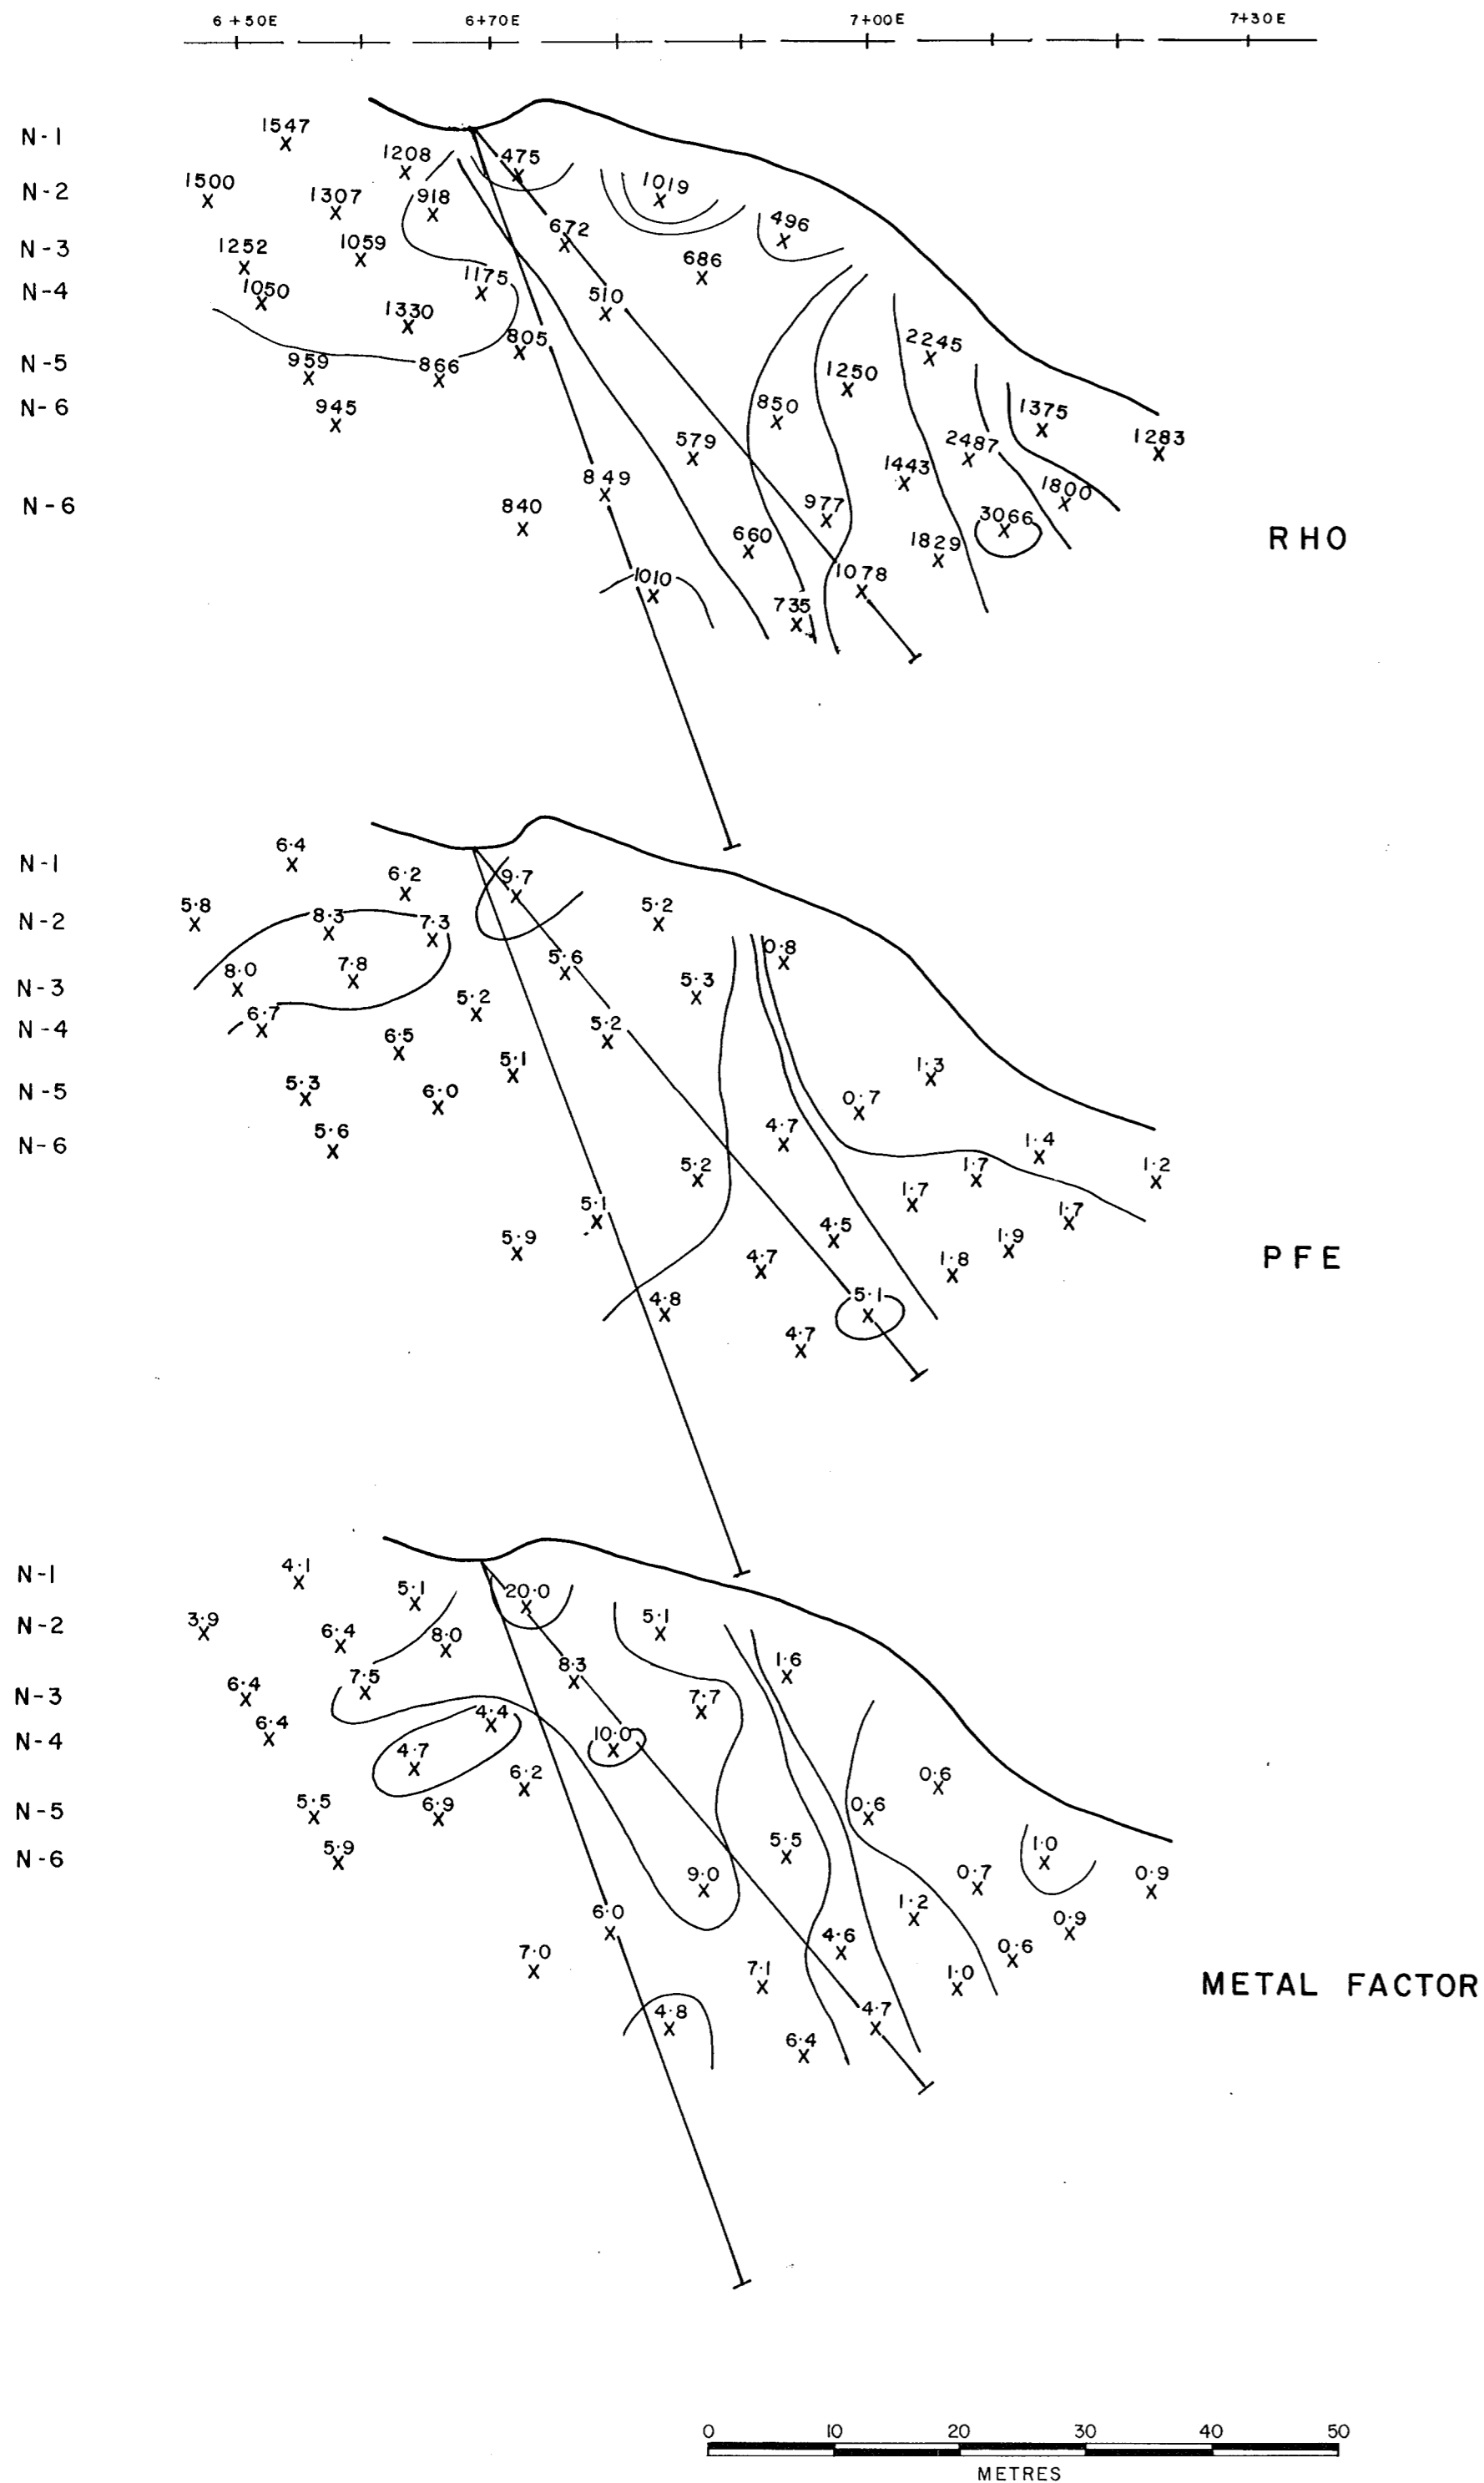 6+50E 6+70E 7+00E 7+30E
N-1 1547 1208 475
N-2 1500 1307 918 1019
496
N-3 1252 1059 672 686
N-4 1050 1175 510
1330 805 2245
N-5 959 866 1250
N-6 945 850 1375
579 2487 1283
1443
849 1800
N-6 840 977 3066
660 1829
1010 1078
735
RHO
N-1 6.4 6.2 9.7
N-2 5.8 8.3 7.3 5.2
N-3 8.0 7.8 5.6 5.3 0.8
N-4 6.7 5.2 5.2
6.5 5.1 1.3
N-5 5.3 6.0 0.7
N-6 5.6 4.7 1.4
5.2 1.7 1.2
5.1 1.7 1.7
5.9 4.5 1.9
4.7 1.8
PFE
4.8 5.1
4.7
N-1 4.1 5.1 20.0
N-2 3.9 6.4 8.0 5.1
8.3 1.6
N-3 6.4 7.5 7.7
N-4 6.4 4.4 10.0
4.7 6.2 0.6
N-5 5.5 6.9 0.6
N-6 5.9 5.5 1.0
9.0 0.7 0.9
6.0 1.2 0.9
7.0 4.6 0.6
7.1 1.0
METAL FACTOR
4.8 4.7
6.4
0 10 20 30 40 50
METRES